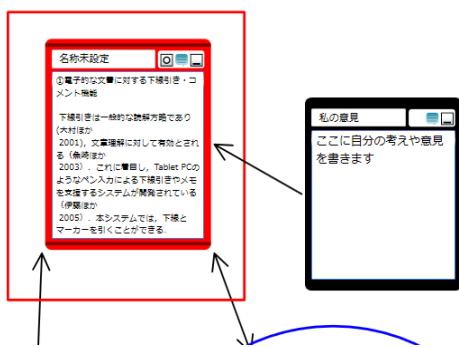 名称未設定
①電子的な文書に対する下線引き・コ
メント機能
下線引きは一般的な読解方略であり
(大村ほか
2001)，文章理解に対して有効とされ
る（魚崎ほか
2003）．これに着目し，Tablet PCの
ようなペン入力による下線引きやメモ
を支援するシステムが開発されている
（伊藤ほか
2005）．本システムでは，下線と
マーカーを引くことができる.
私の意見
ここに自分の考えや意見
を書きます